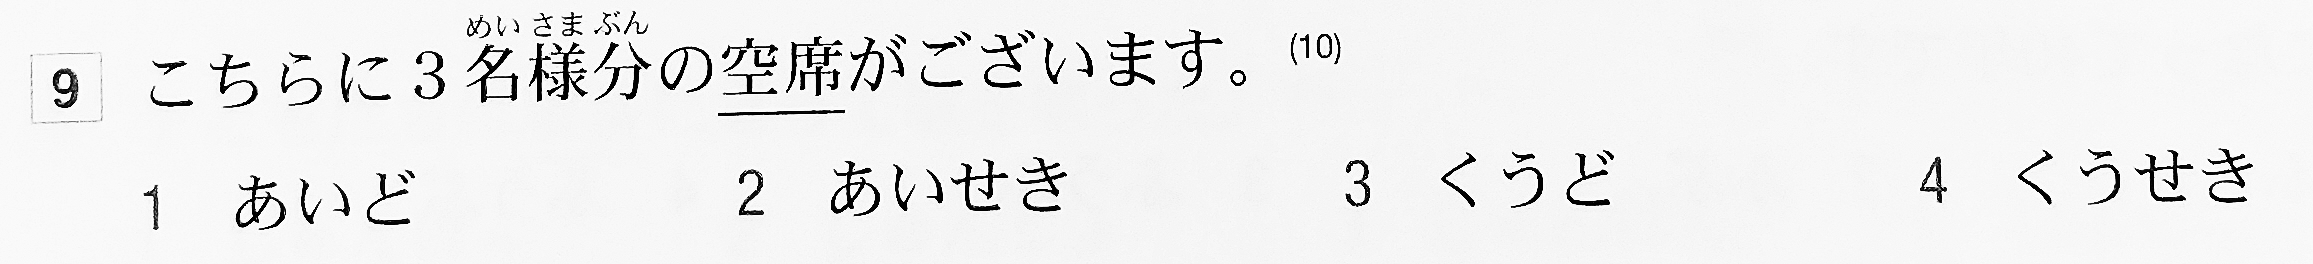 めい さま ぶん
9 こちらに3名様分の空席がございます。(10)
1 あいど 2 あいせき 3 くうど 4 くうせき